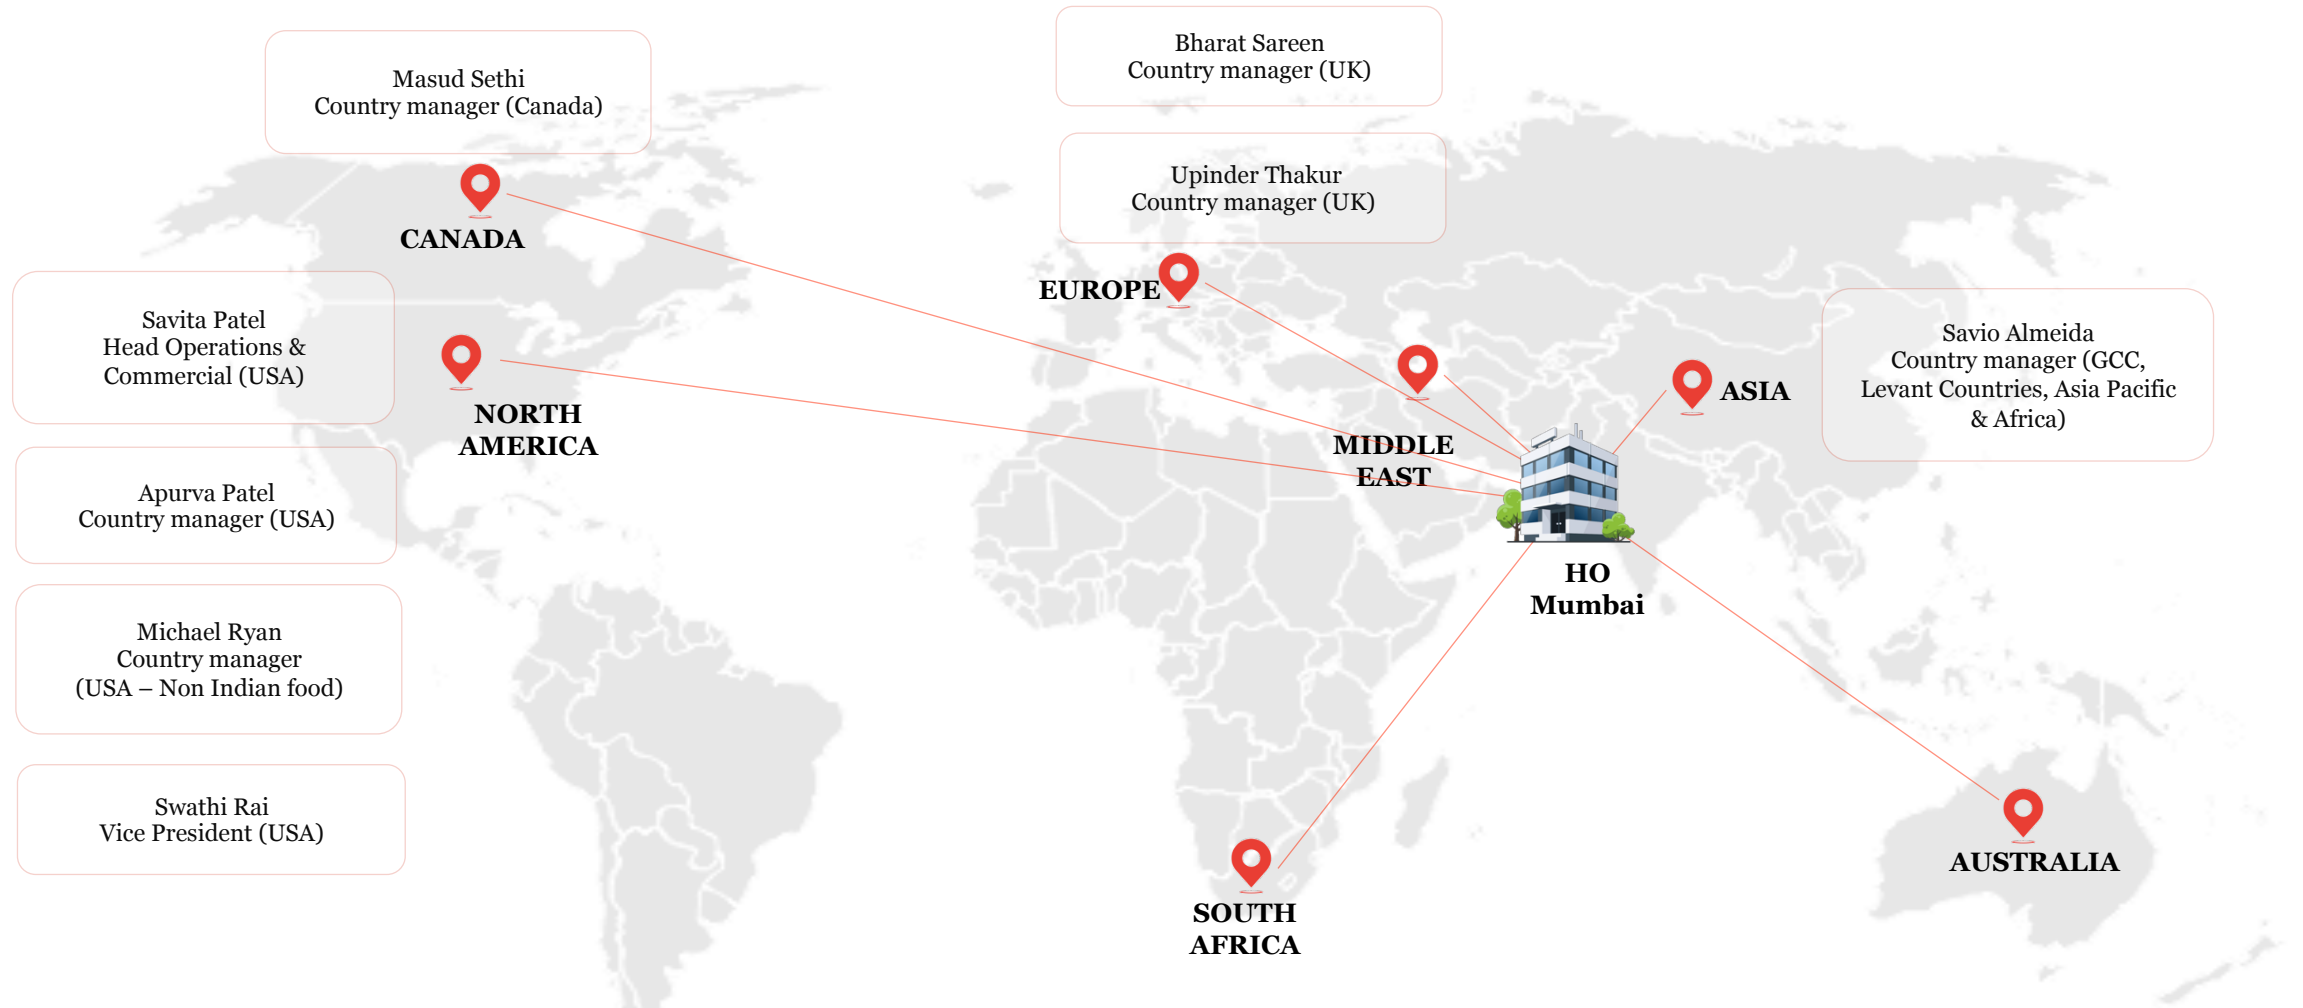 Masud Sethi
Country manager (Canada)
Bharat Sareen
Country manager (UK)
Upinder Thakur
Country manager (UK)
CANADA
EUROPE
Savita Patel
Head Operations &
Commercial (USA)
NORTH
AMERICA
MIDDLE
EAST
ASIA
Savio Almeida
Country manager (GCC,
Levant Countries, Asia Pacific
& Africa)
Apurva Patel
Country manager (USA)
HO
Mumbai
Michael Ryan
Country manager
(USA – Non Indian food)
Swathi Rai
Vice President (USA)
SOUTH
AFRICA
AUSTRALIA